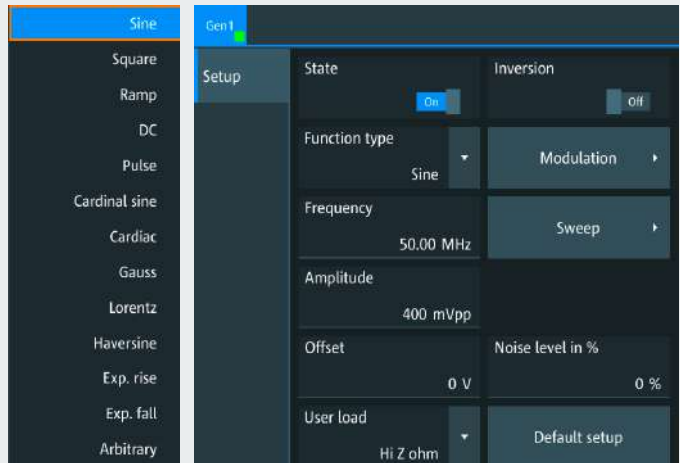 Sine
Square
Ramp
DC
Pulse
Cardinal sine
Cardiac
Gauss
Lorentz
Haversine
Exp. rise
Exp. fall
Arbitrary
Gen1
Setup
State
On
Inversion
Off
Function type
Sine
Modulation
Frequency
50.00 MHz
Sweep
Amplitude
400 mVpp
Offset
0 V
Noise level in %
0 %
User load
Hi Z ohm
Default setup